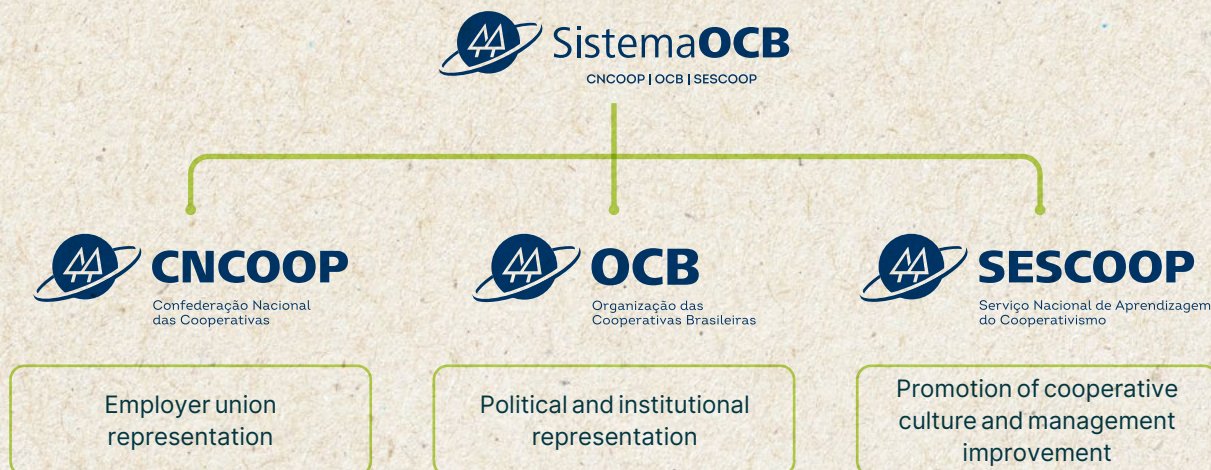 SistemaOCB
CNCOOP | OCB | SESCOOP
CNCOOP
Confederação Nacional
das Cooperativas
OCB
Organização das
Cooperativas Brasileiras
SESCOOP
Serviço Nacional de Aprendizagem
do Cooperativismo
Employer union
representation
Political and institutional
representation
Promotion of cooperative
culture and management
improvement